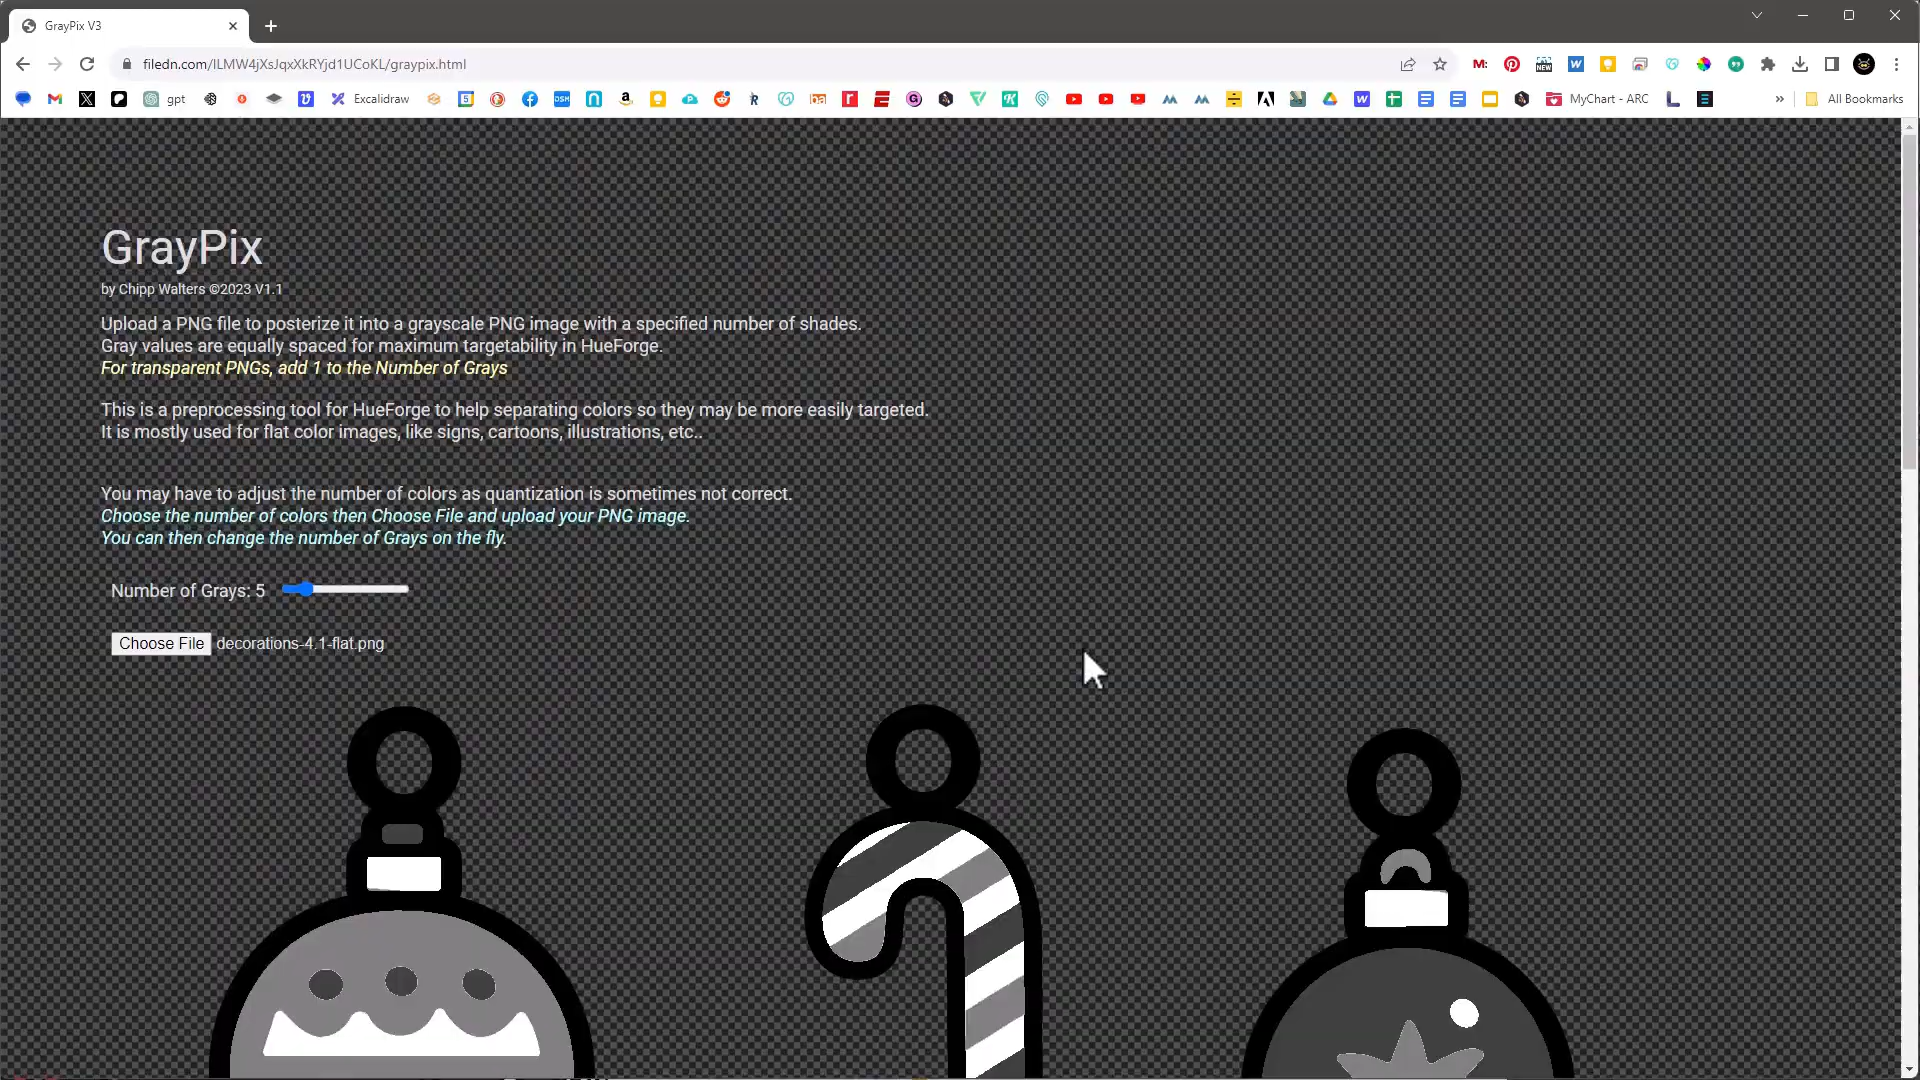 GrayPix V3
filedn.com/lLMW4jXsJqxXkRYjd1UCoKL/graypix.html
gpt
Excalidraw
MyChart - ARC
All Bookmarks
GrayPix
by Chipp Walters ©2023 V1.1
Upload a PNG file to posterize it into a grayscale PNG image with a specified number of shades.
Gray values are equally spaced for maximum targetability in HueForge.
For transparent PNGs, add 1 to the Number of Grays
This is a preprocessing tool for HueForge to help separating colors so they may be more easily targeted.
It is mostly used for flat color images, like signs, cartoons, illustrations, etc..
You may have to adjust the number of colors as quantization is sometimes not correct.
Choose the number of colors then Choose File and upload your PNG image.
You can then change the number of Grays on the fly.
Number of Grays: 5
Choose File decorations-4.1-flat.png